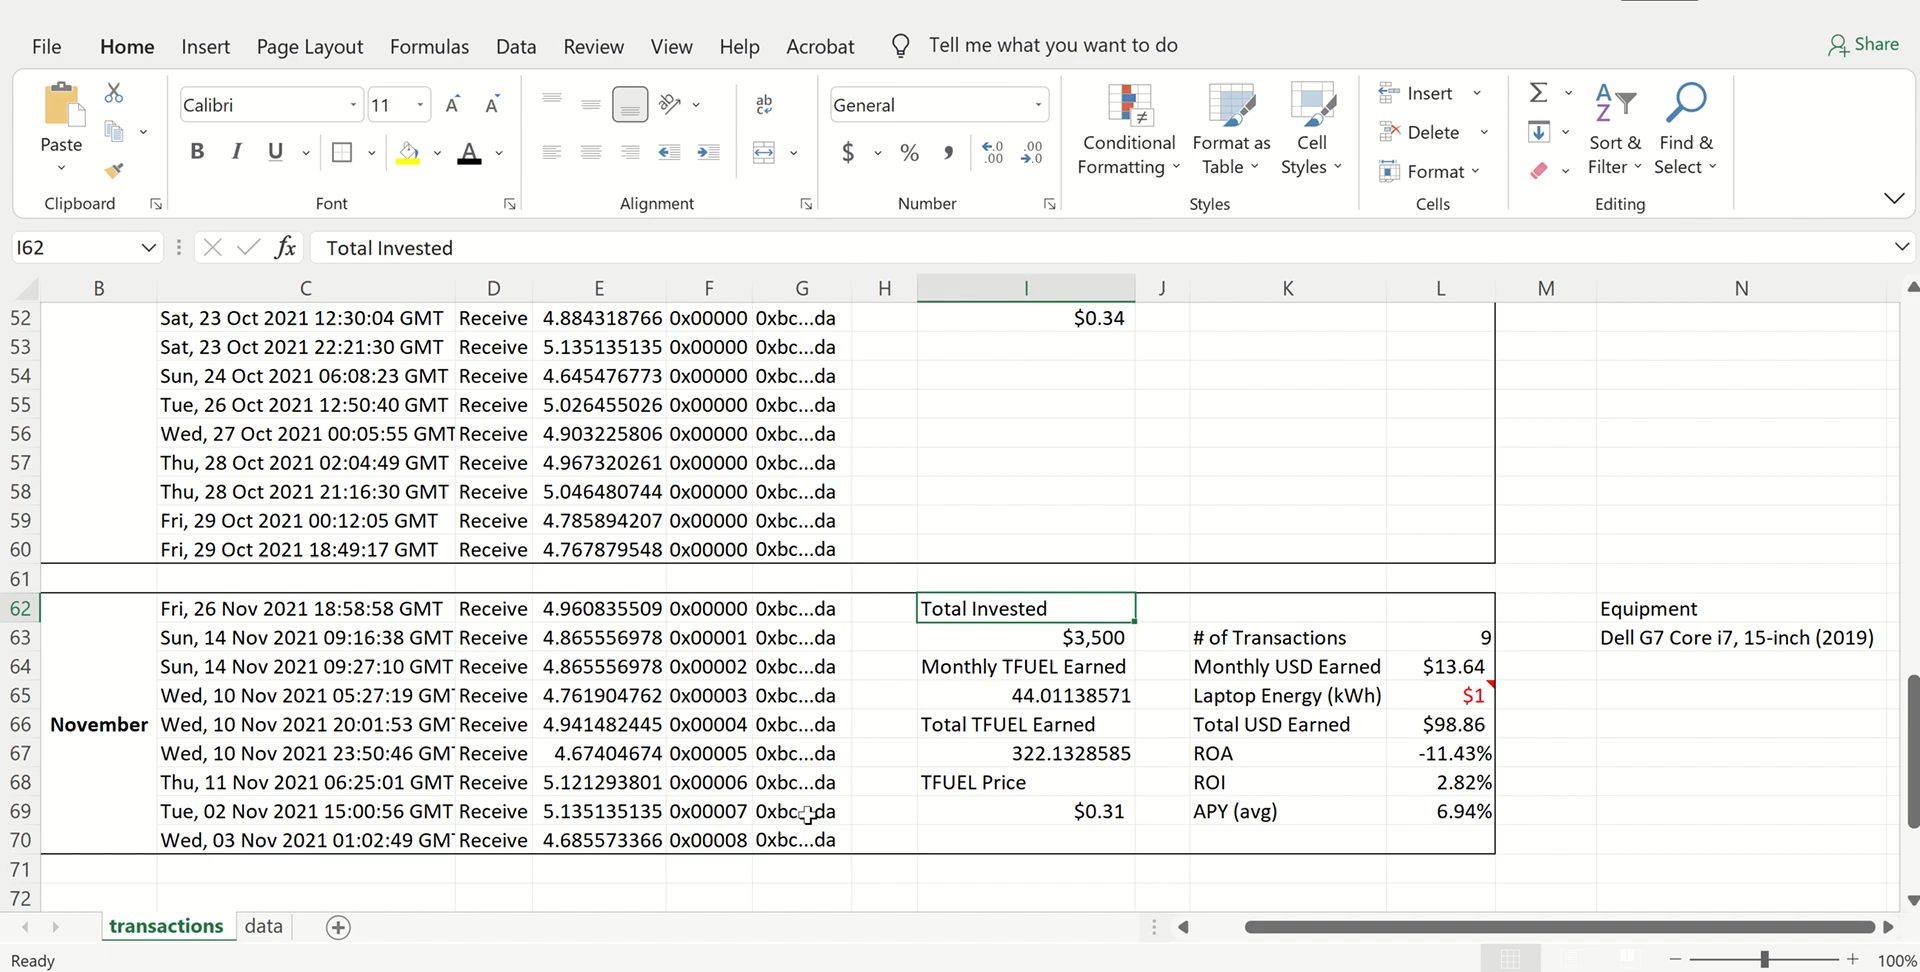 File Home Insert Page Layout Formulas Data Review View Help Acrobat Tell me what you want to do Share
Paste
Clipboard
Calibri 11
B I U A
Font
ab
Alignment
General
$ % ,
Number
Conditional Formatting
Format as Table
Cell Styles
Styles
Insert
Delete
Format
Cells
Sort & Filter
Find & Select
Editing
I62 fx Total Invested
B C D E F G H I J K L M N
52 Sat, 23 Oct 2021 12:30:04 GMT Receive 4.884318766 0x00000 0xbc...da $0.34
53 Sat, 23 Oct 2021 22:21:30 GMT Receive 5.135135135 0x00000 0xbc...da
54 Sun, 24 Oct 2021 06:08:23 GMT Receive 4.645476773 0x00000 0xbc...da
55 Tue, 26 Oct 2021 12:50:40 GMT Receive 5.026455026 0x00000 0xbc...da
56 Wed, 27 Oct 2021 00:05:55 GMT Receive 4.903225806 0x00000 0xbc...da
57 Thu, 28 Oct 2021 02:04:49 GMT Receive 4.967320261 0x00000 0xbc...da
58 Thu, 28 Oct 2021 21:16:30 GMT Receive 5.046480744 0x00000 0xbc...da
59 Fri, 29 Oct 2021 00:12:05 GMT Receive 4.785894207 0x00000 0xbc...da
60 Fri, 29 Oct 2021 18:49:17 GMT Receive 4.767879548 0x00000 0xbc...da
61
62 Fri, 26 Nov 2021 18:58:58 GMT Receive 4.960835509 0x00000 0xbc...da Total Invested Equipment
63 Sun, 14 Nov 2021 09:16:38 GMT Receive 4.865556978 0x00001 0xbc...da $3,500 # of Transactions 9 Dell G7 Core i7, 15-inch (2019)
64 Sun, 14 Nov 2021 09:27:10 GMT Receive 4.865556978 0x00002 0xbc...da Monthly TFUEL Earned Monthly USD Earned $13.64
65 Wed, 10 Nov 2021 05:27:19 GM Receive 4.761904762 0x00003 0xbc...da 44.01138571 Laptop Energy (kWh) $1
66 November Wed, 10 Nov 2021 20:01:53 GM Receive 4.941482445 0x00004 0xbc...da Total TFUEL Earned Total USD Earned $98.86
67 Wed, 10 Nov 2021 23:50:46 GM Receive 4.67404674 0x00005 0xbc...da 322.1328585 ROA -11.43%
68 Thu, 11 Nov 2021 06:25:01 GMT Receive 5.121293801 0x00006 0xbc...da TFUEL Price ROI 2.82%
69 Tue, 02 Nov 2021 15:00:56 GMT Receive 5.135135135 0x00007 0xbc...da $0.31 APY (avg) 6.94%
70 Wed, 03 Nov 2021 01:02:49 GM Receive 4.685573366 0x00008 0xbc...da
71
72
transactions data
Ready 100%